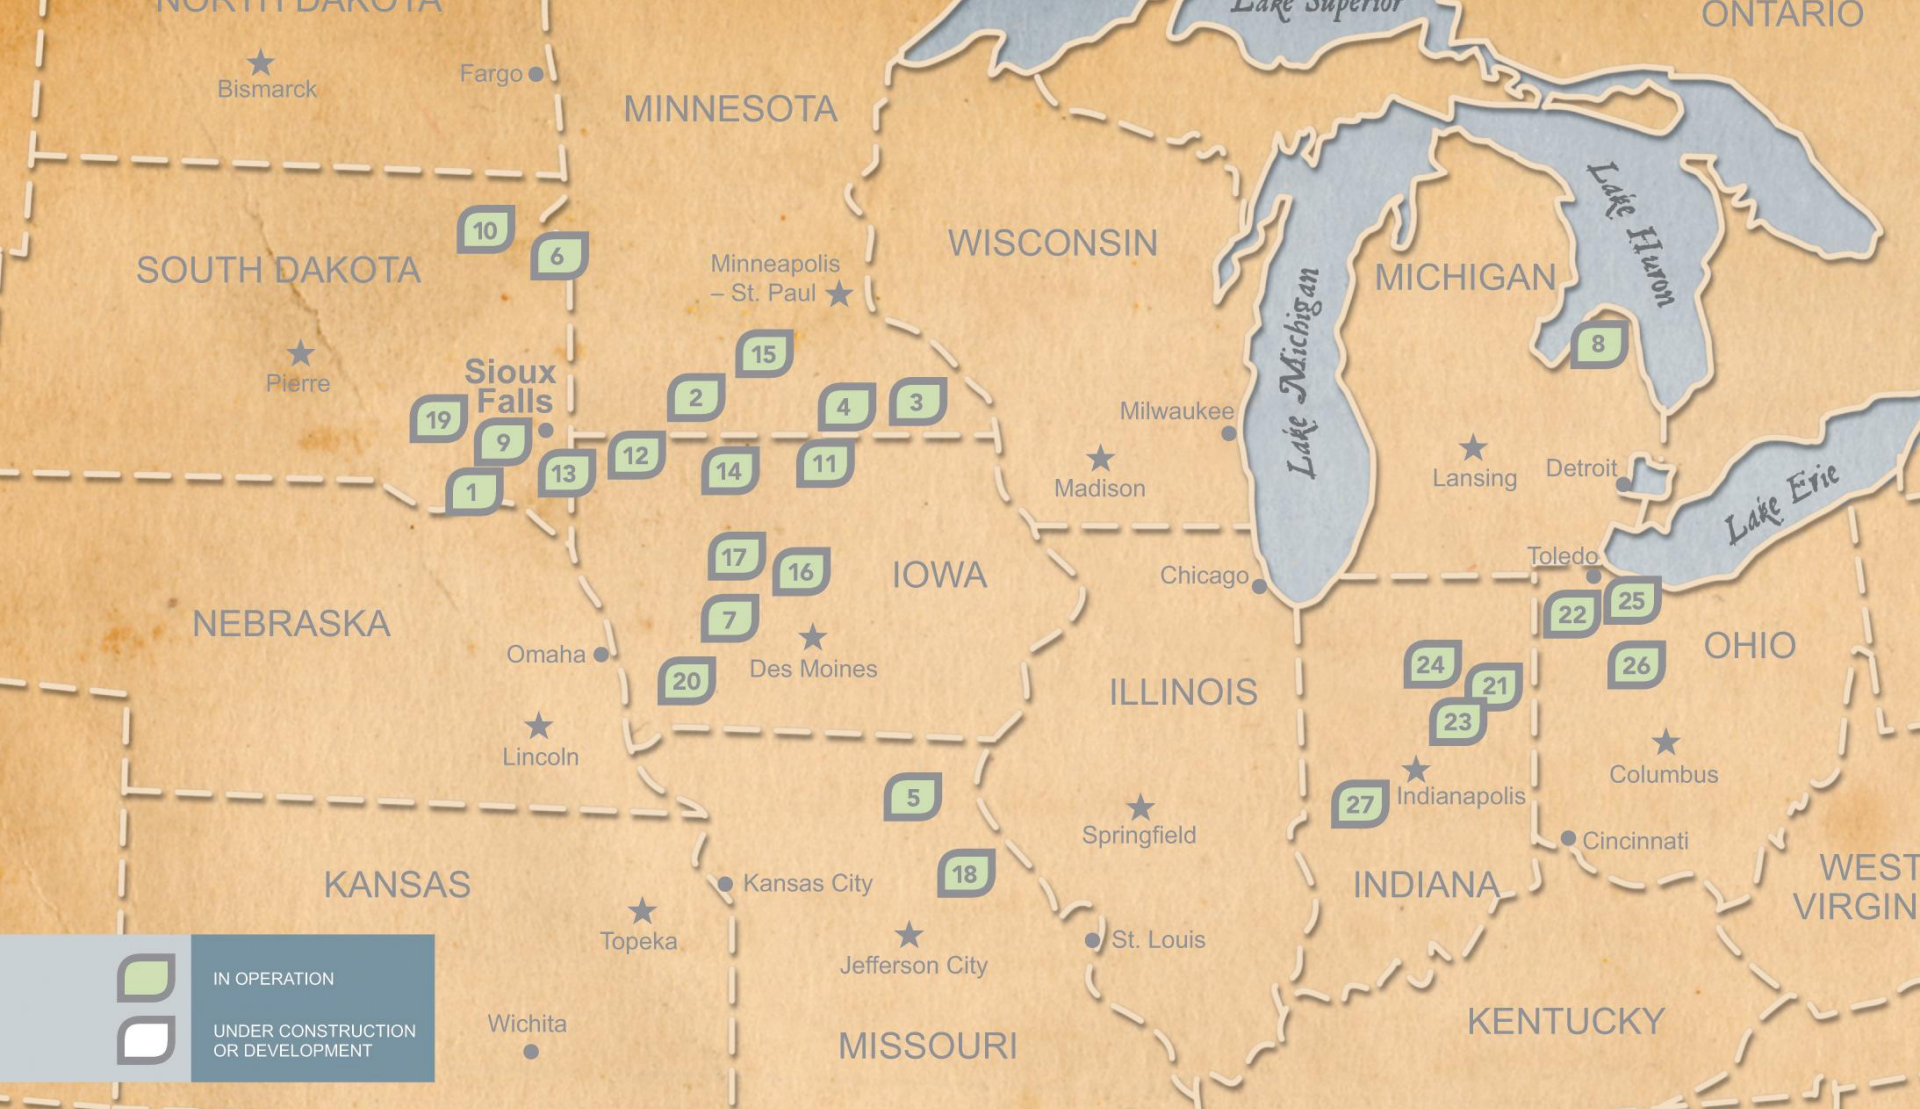 NORTH DAKOTA
Lake Superior
ONTARIO
Bismarck
Fargo
MINNESOTA
Lake Huron
10
6
SOUTH DAKOTA
Minneapolis
– St. Paul
WISCONSIN
MICHIGAN
Lake Michigan
8
15
Pierre
Sioux
Falls
19
9
2
4
3
Milwaukee
1
13
12
14
11
Madison
Lansing
Detroit
Lake Erie
17
16
IOWA
Chicago
Toledo
22
25
NEBRASKA
7
Omaha
Des Moines
OHIO
20
24
21
26
ILLINOIS
23
Lincoln
Columbus
5
27
Indianapolis
Springfield
Cincinnati
KANSAS
Kansas City
18
INDIANA
WEST
VIRGIN
Topeka
Jefferson City
St. Louis
IN OPERATION
UNDER CONSTRUCTION
OR DEVELOPMENT
Wichita
MISSOURI
KENTUCKY